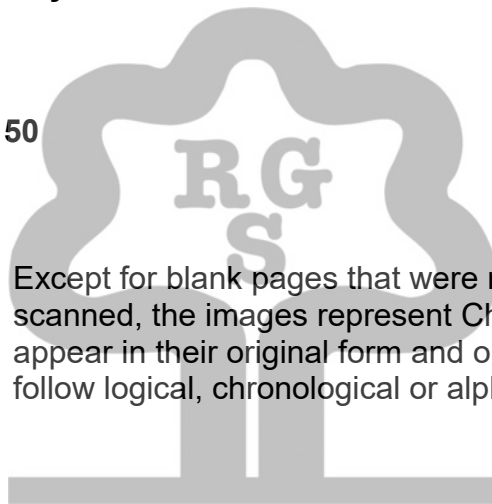 50
RG
S
Except for blank pages that were
scanned, the images represent
appear in their original form and
follow logical, chronological or